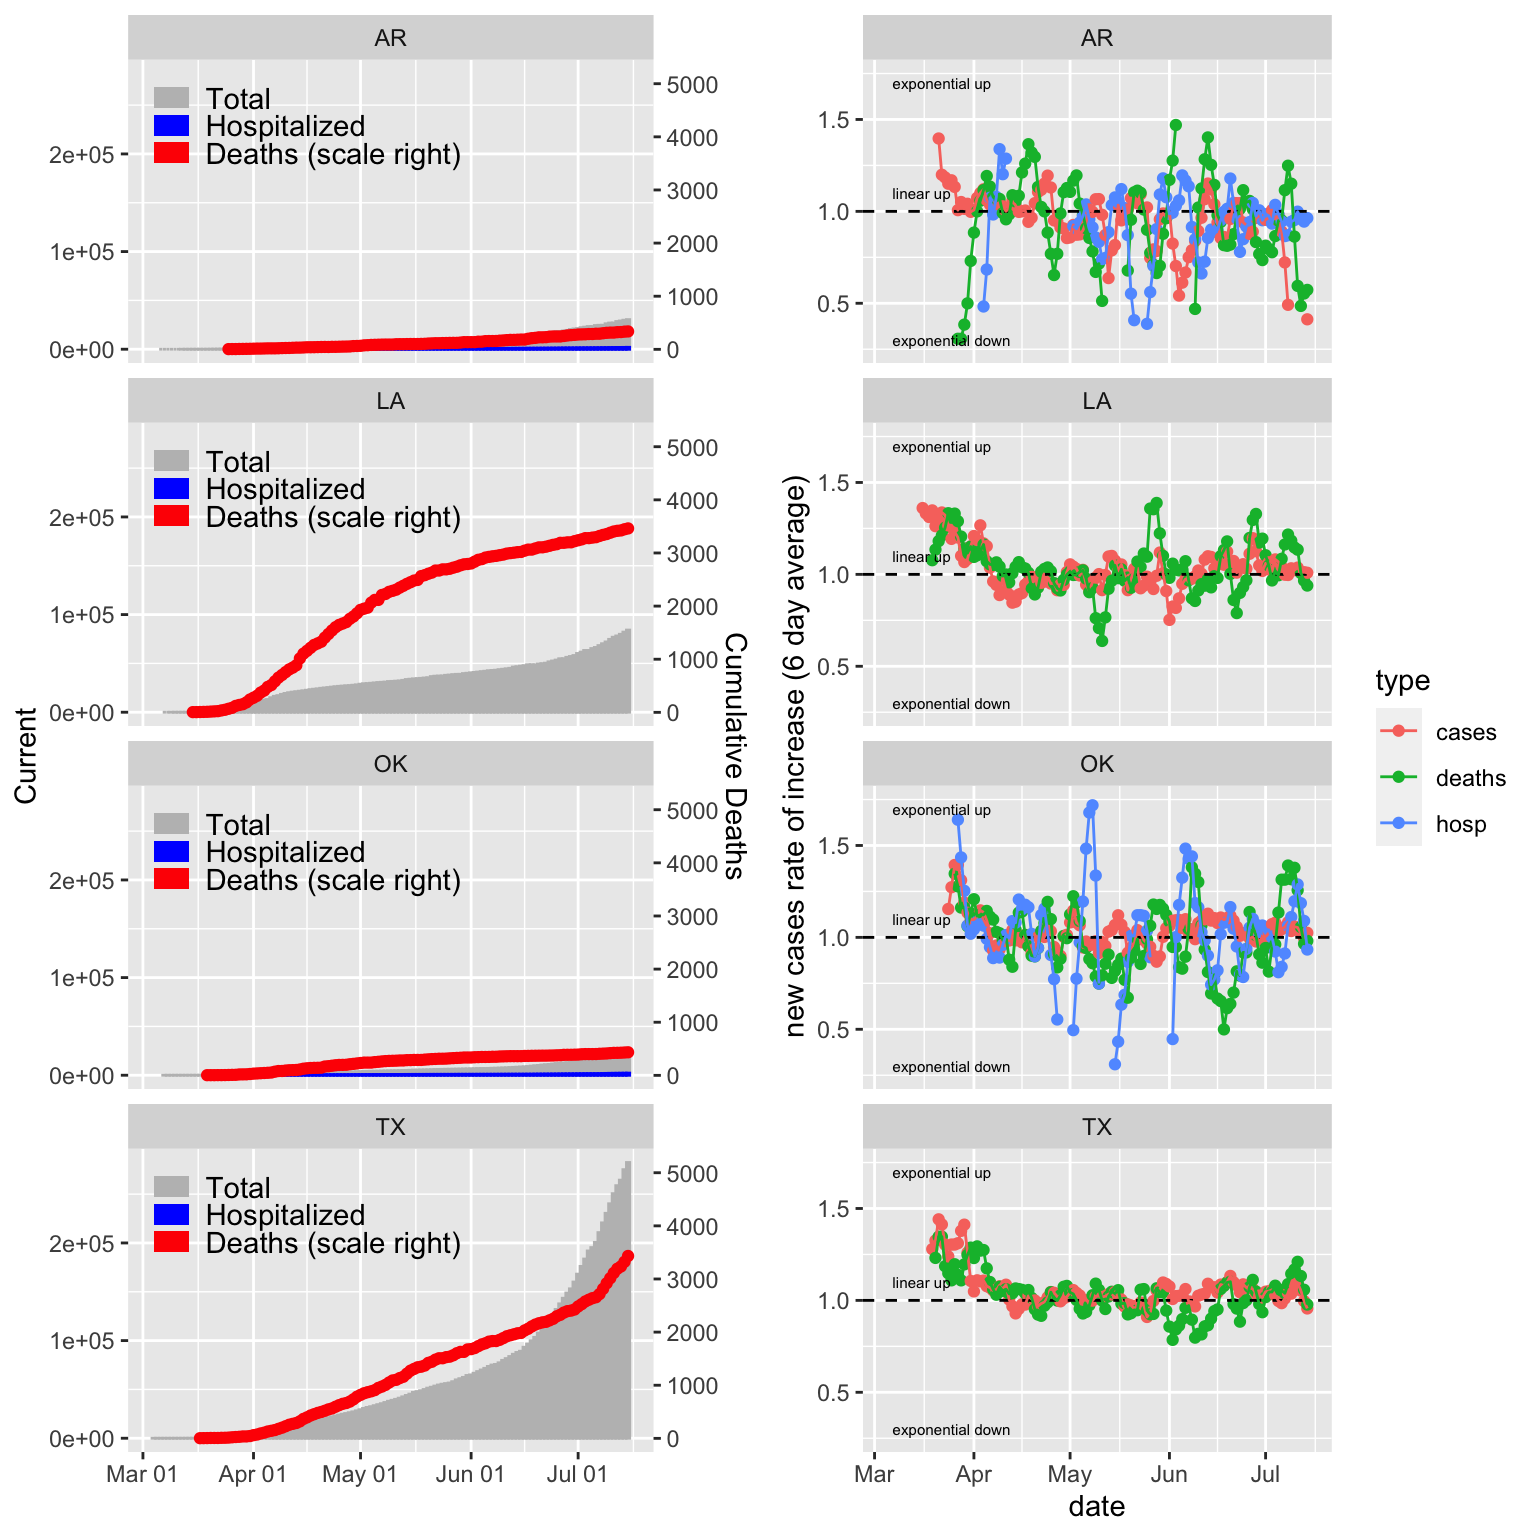 AR
Total
Hospitalized
Deaths (scale right)
2e+05
1e+05
0e+00
5000
4000
3000
2000
1000
0
AR
exponential up
linear up
exponential down
1.5
1.0
0.5
LA
Total
Hospitalized
Deaths (scale right)
2e+05
1e+05
0e+00
5000
4000
3000
2000
1000
0
LA
exponential up
linear up
exponential down
1.5
1.0
0.5
Current
Cumulative Deaths
new cases rate of increase (6 day average)
type
cases
deaths
hosp
OK
Total
Hospitalized
Deaths (scale right)
2e+05
1e+05
0e+00
5000
4000
3000
2000
1000
0
OK
exponential up
linear up
exponential down
1.5
1.0
0.5
TX
Total
Hospitalized
Deaths (scale right)
2e+05
1e+05
0e+00
5000
4000
3000
2000
1000
0
Mar 01 Apr 01 May 01 Jun 01 Jul 01
TX
exponential up
linear up
exponential down
1.5
1.0
0.5
Mar Apr May Jun Jul
date